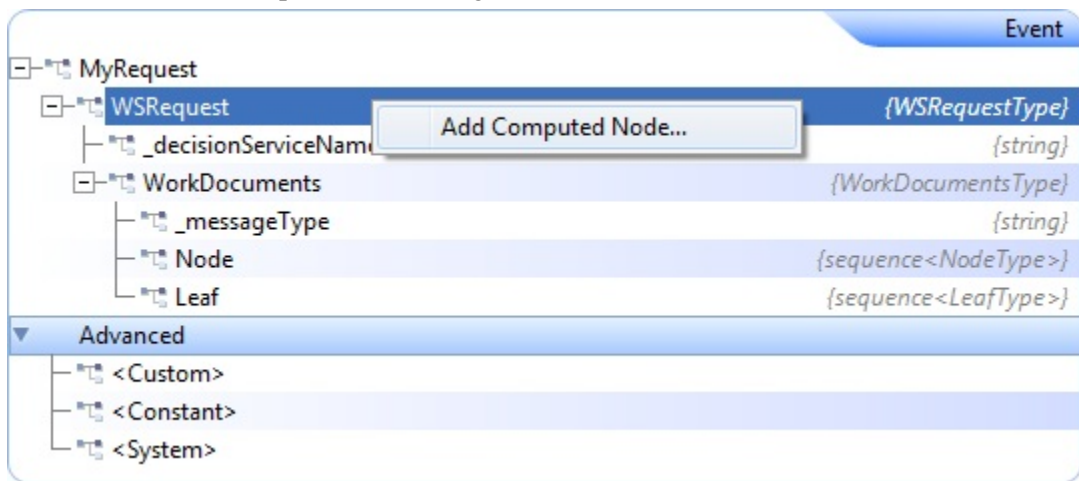 Event
MyRequest
WSRequest {WSRequestType}
Add Computed Node...
_decisionServiceName {string}
WorkDocuments {WorkDocumentsType}
_messageType {string}
Node {sequence<NodeType>}
Leaf {sequence<LeafType>}
Advanced
<Custom>
<Constant>
<System>